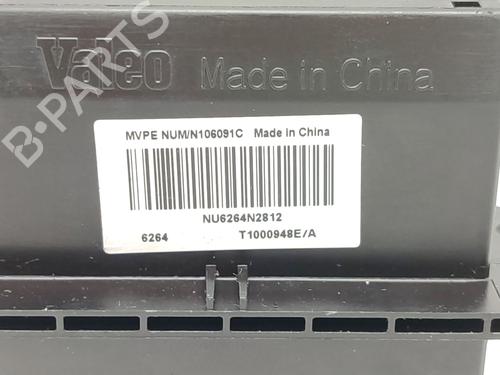 Valeo Made in China
MVPE NUM/N106091C Made in China
NU6264N2812
6264 T1000948E/A
B-Parts